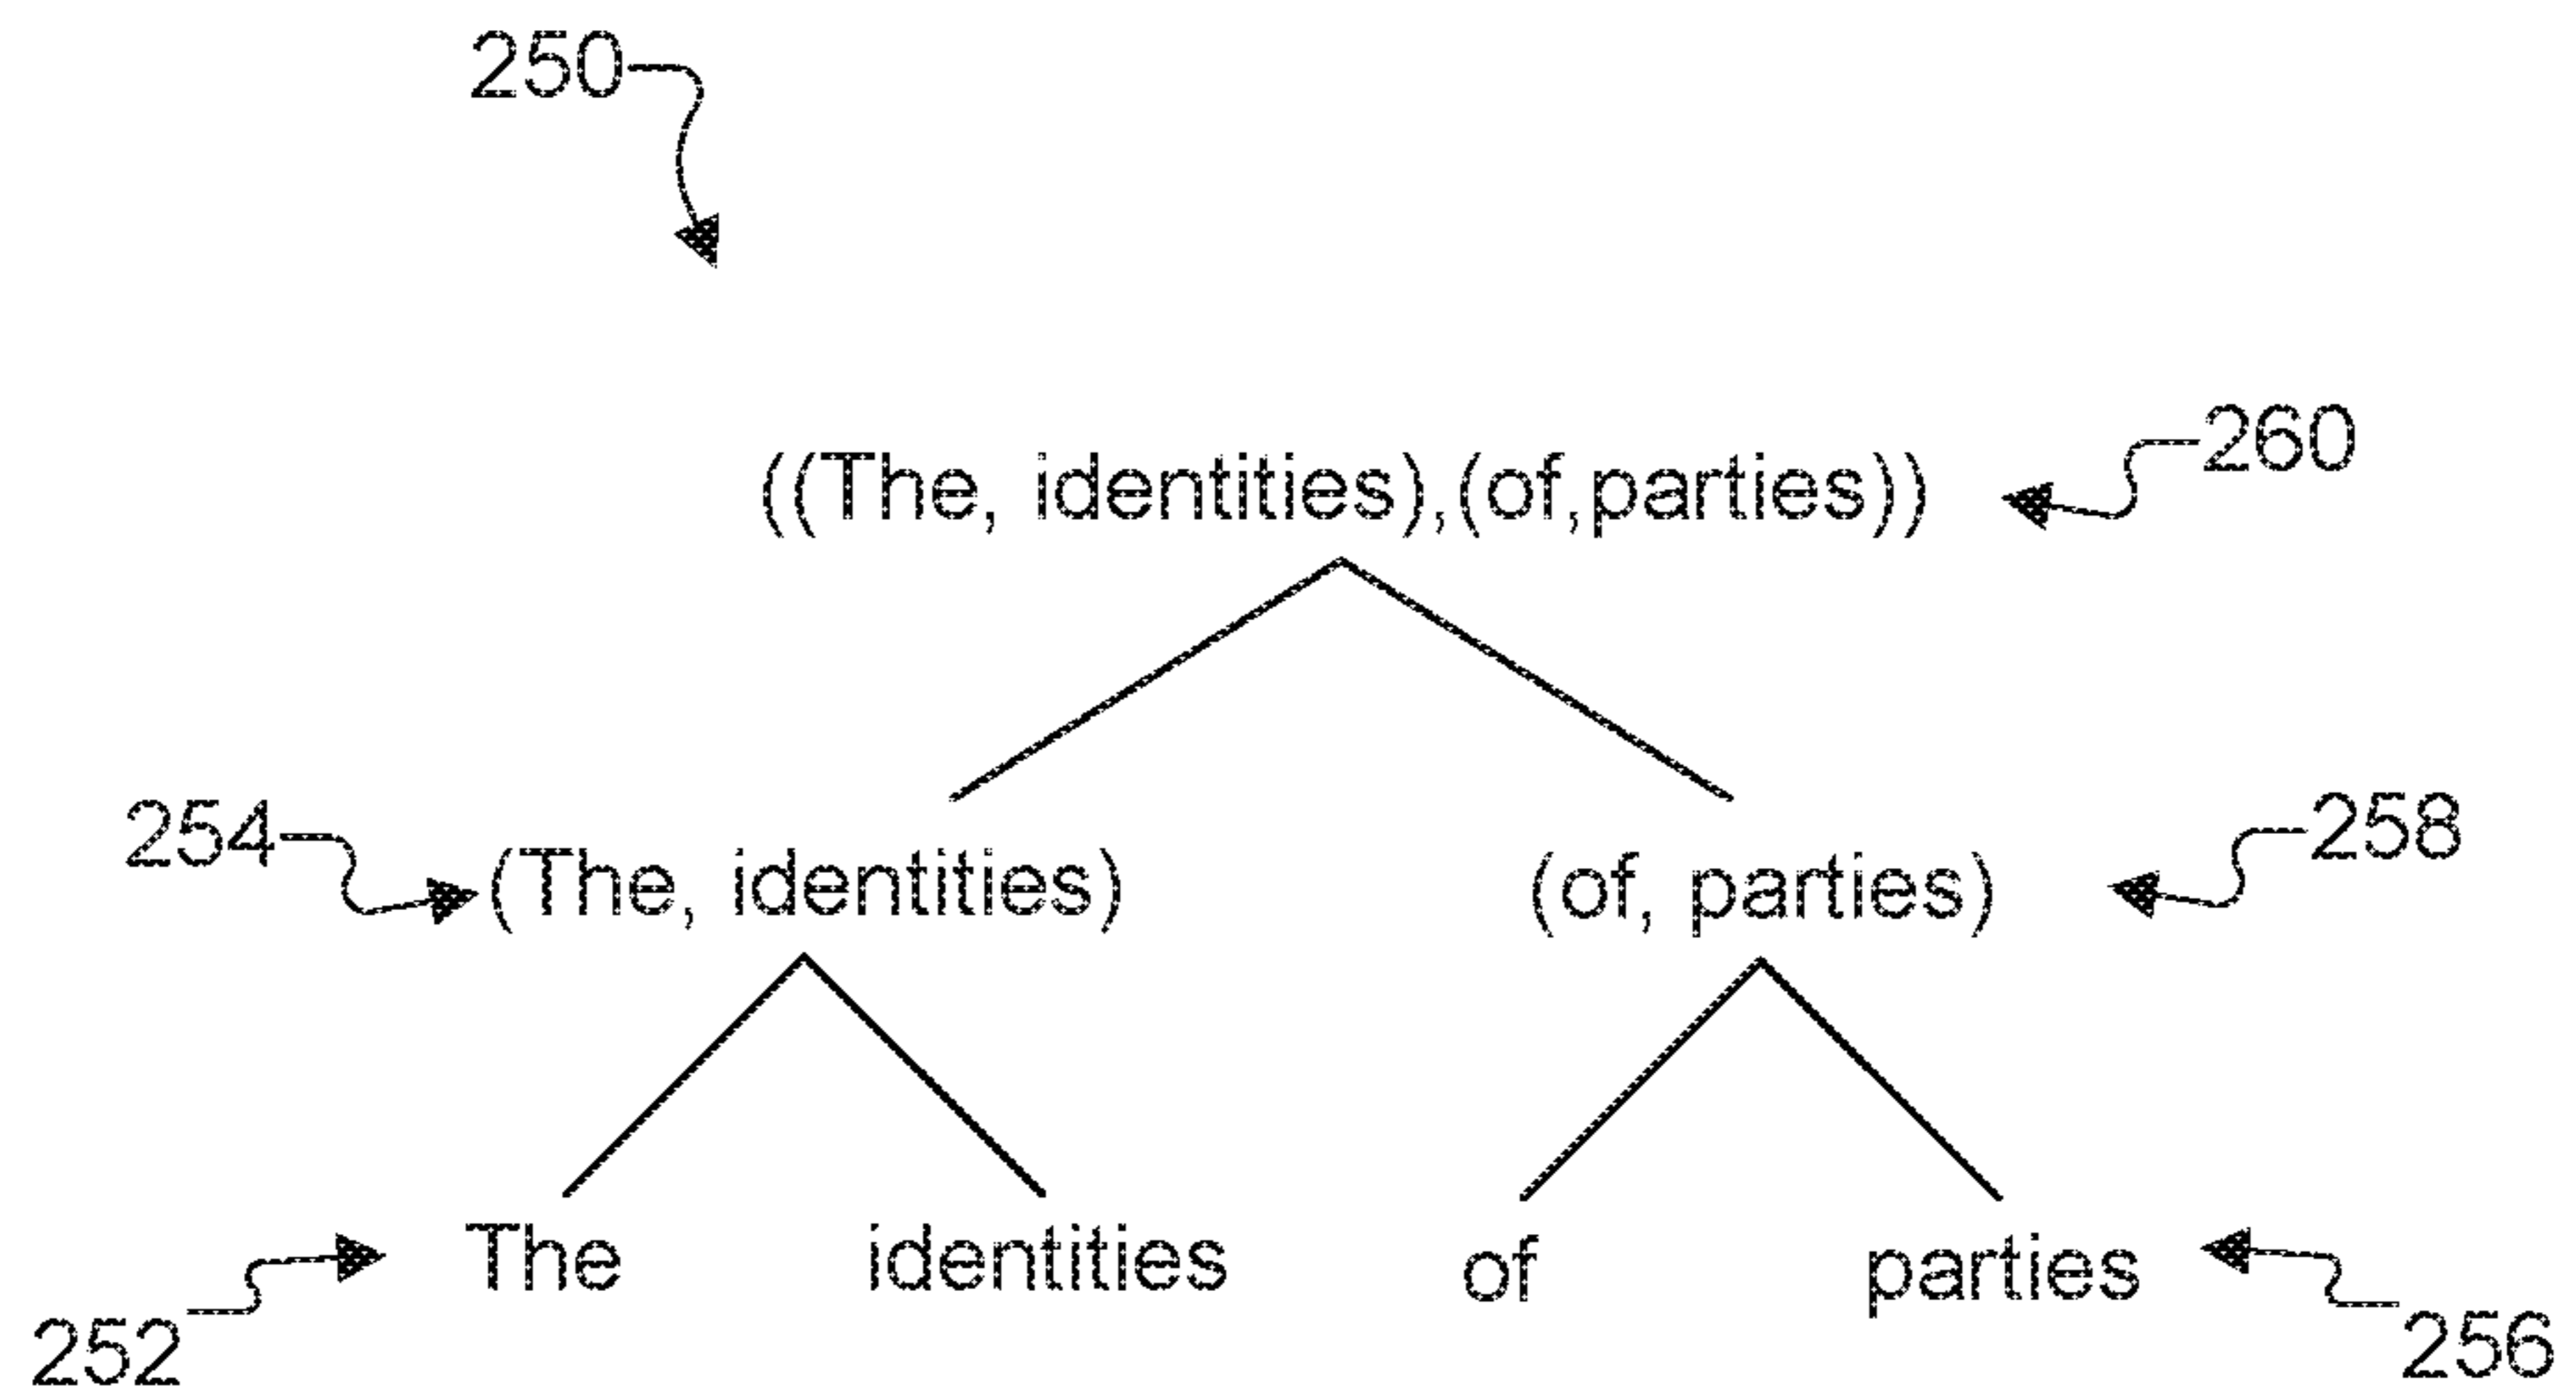 250
((The, identities),(of,parties)) 260
254 (The, identities) (of, parties) 258
The identities of parties
252 256